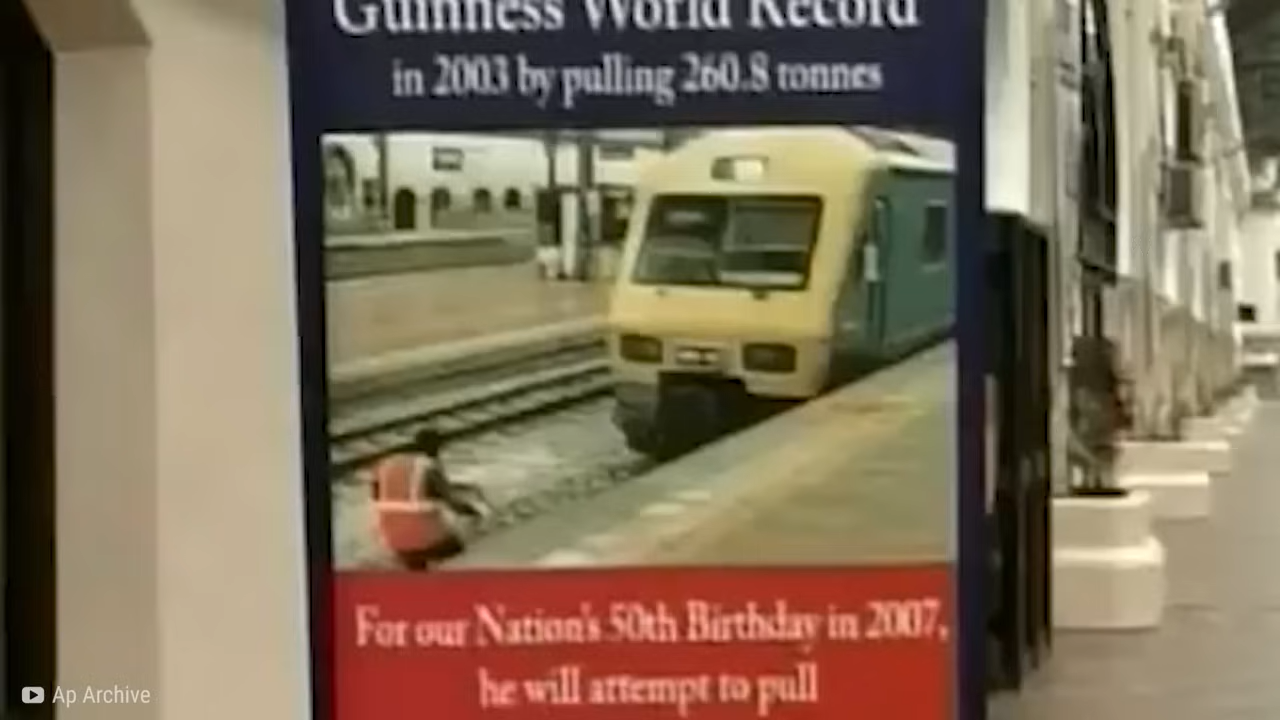 Guinness World Record
in 2003 by pulling 260.8 tonnes
For our Nation's 50th Birthday in 2007,
he will attempt to pull
Ap Archive